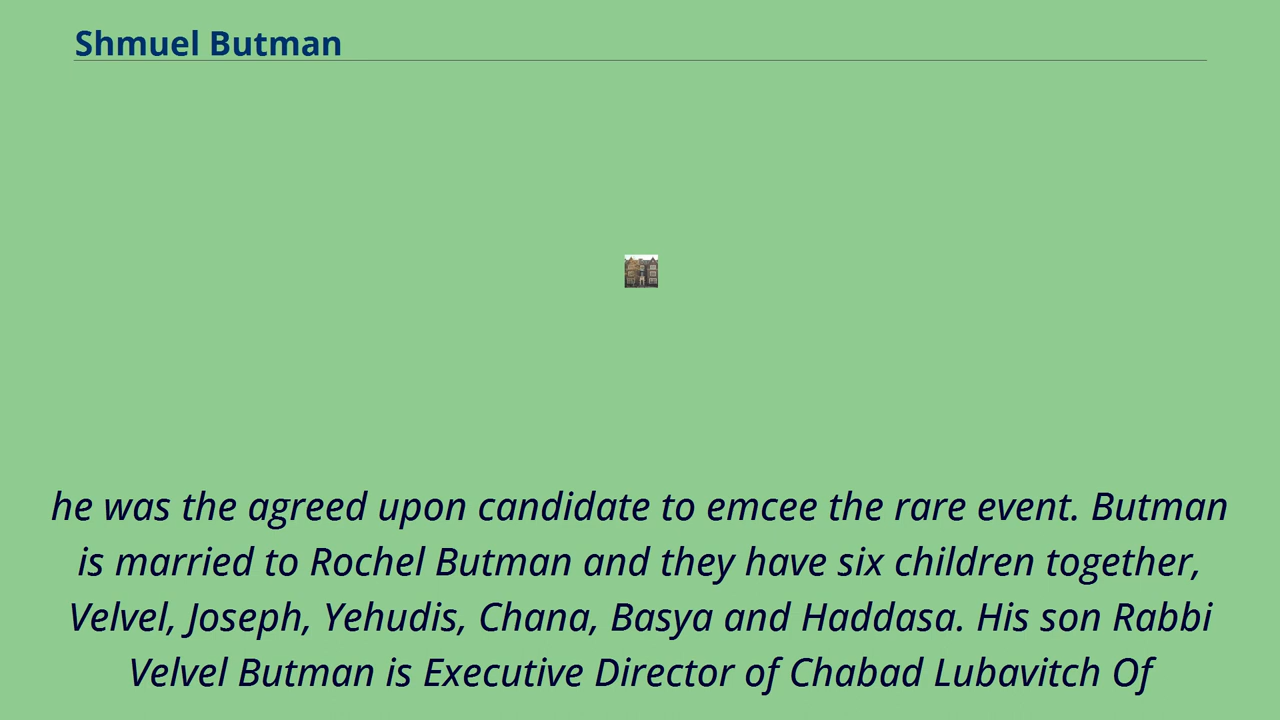 Shmuel Butman
he was the agreed upon candidate to emcee the rare event. Butman
is married to Rochel Butman and they have six children together,
Velvel, Joseph, Yehudis, Chana, Basya and Haddasa. His son Rabbi
Velvel Butman is Executive Director of Chabad Lubavitch Of